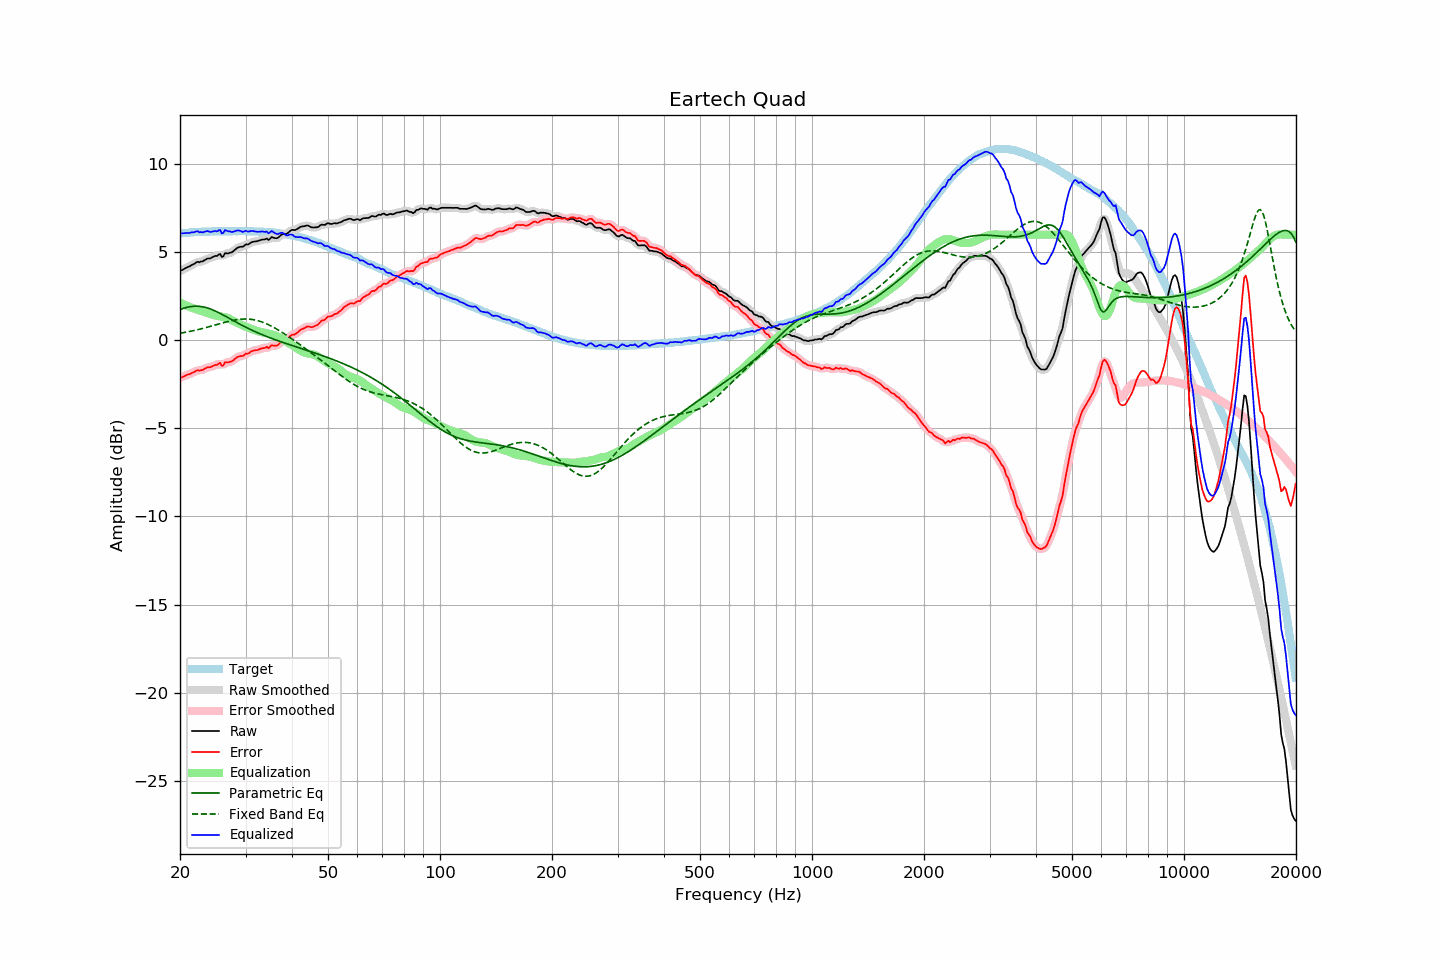 Eartech Quad
10
5
0
−5
−10
−15
−20
−25
Amplitude (dBr)
Target
Raw Smoothed
Error Smoothed
Raw
Error
Equalization
Parametric Eq
Fixed Band Eq
Equalized
20 50 100 200 500 1000 2000 5000 10000 20000
Frequency (Hz)